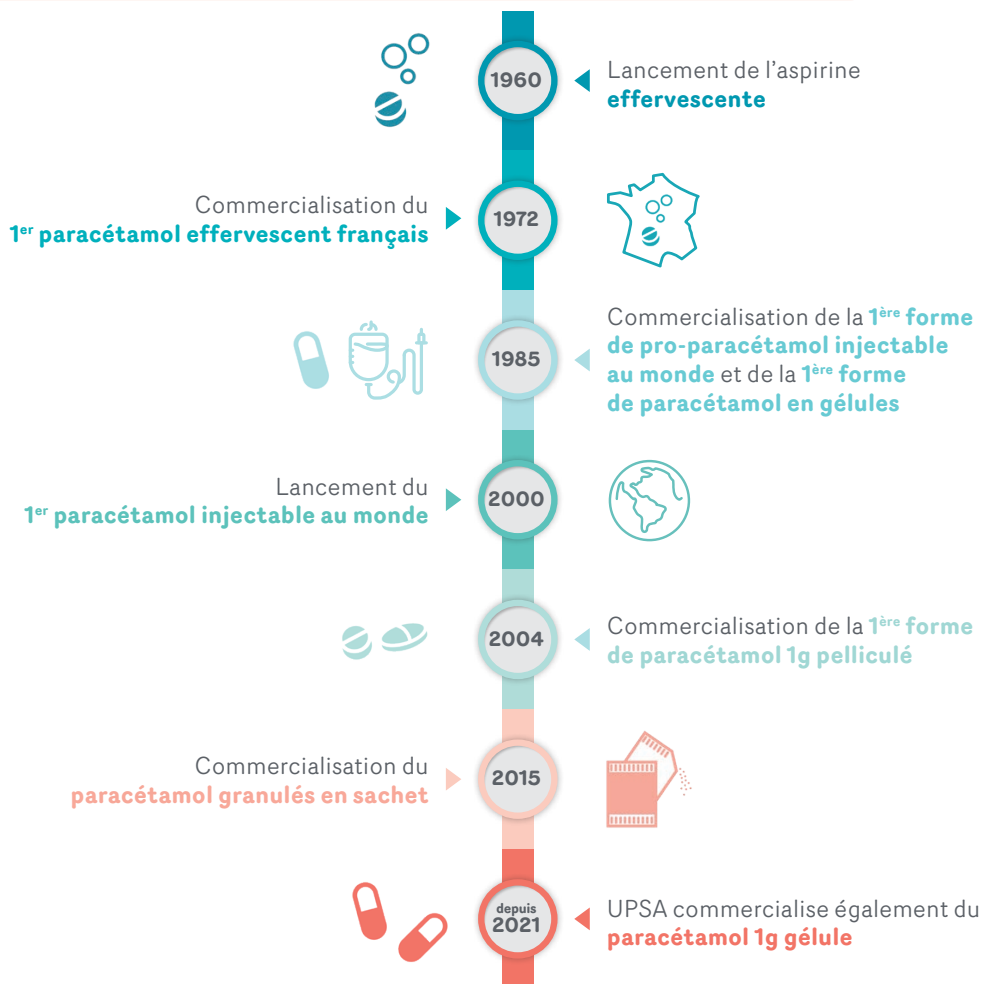 1960
Lancement de l’aspirine
effervescente
Commercialisation du
1er paracétamol effervescent français
1972
1985
Commercialisation de la 1ère forme
de pro-paracétamol injectable
au monde et de la 1ère forme
de paracétamol en gélules
Lancement du
1er paracétamol injectable au monde
2000
2004
Commercialisation de la 1ère forme
de paracétamol 1g pelliculé
Commercialisation du
paracétamol granulés en sachet
2015
depuis
2021
UPSA commercialise également du
paracétamol 1g gélule